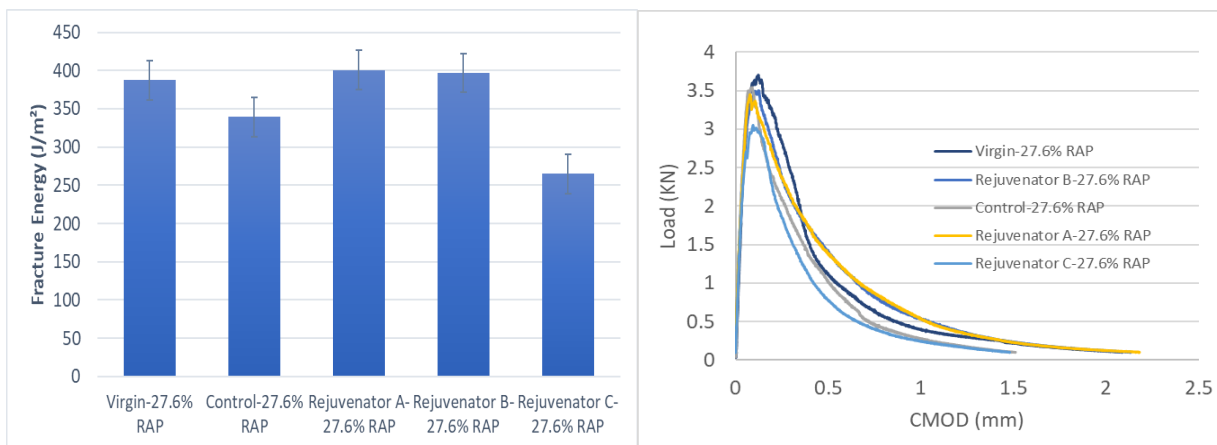 Fracture Energy (J/m²)
450
400
350
300
250
200
150
100
50
0
Virgin-27.6% RAP
Control-27.6% RAP
Rejuvenator A-27.6% RAP
Rejuvenator B-27.6% RAP
Rejuvenator C-27.6% RAP
Load (KN)
4
3.5
3
2.5
2
1.5
1
0.5
0
0 0.5 1 1.5 2 2.5
CMOD (mm)
Virgin-27.6% RAP
Rejuvenator B-27.6% RAP
Control-27.6% RAP
Rejuvenator A-27.6% RAP
Rejuvenator C-27.6% RAP